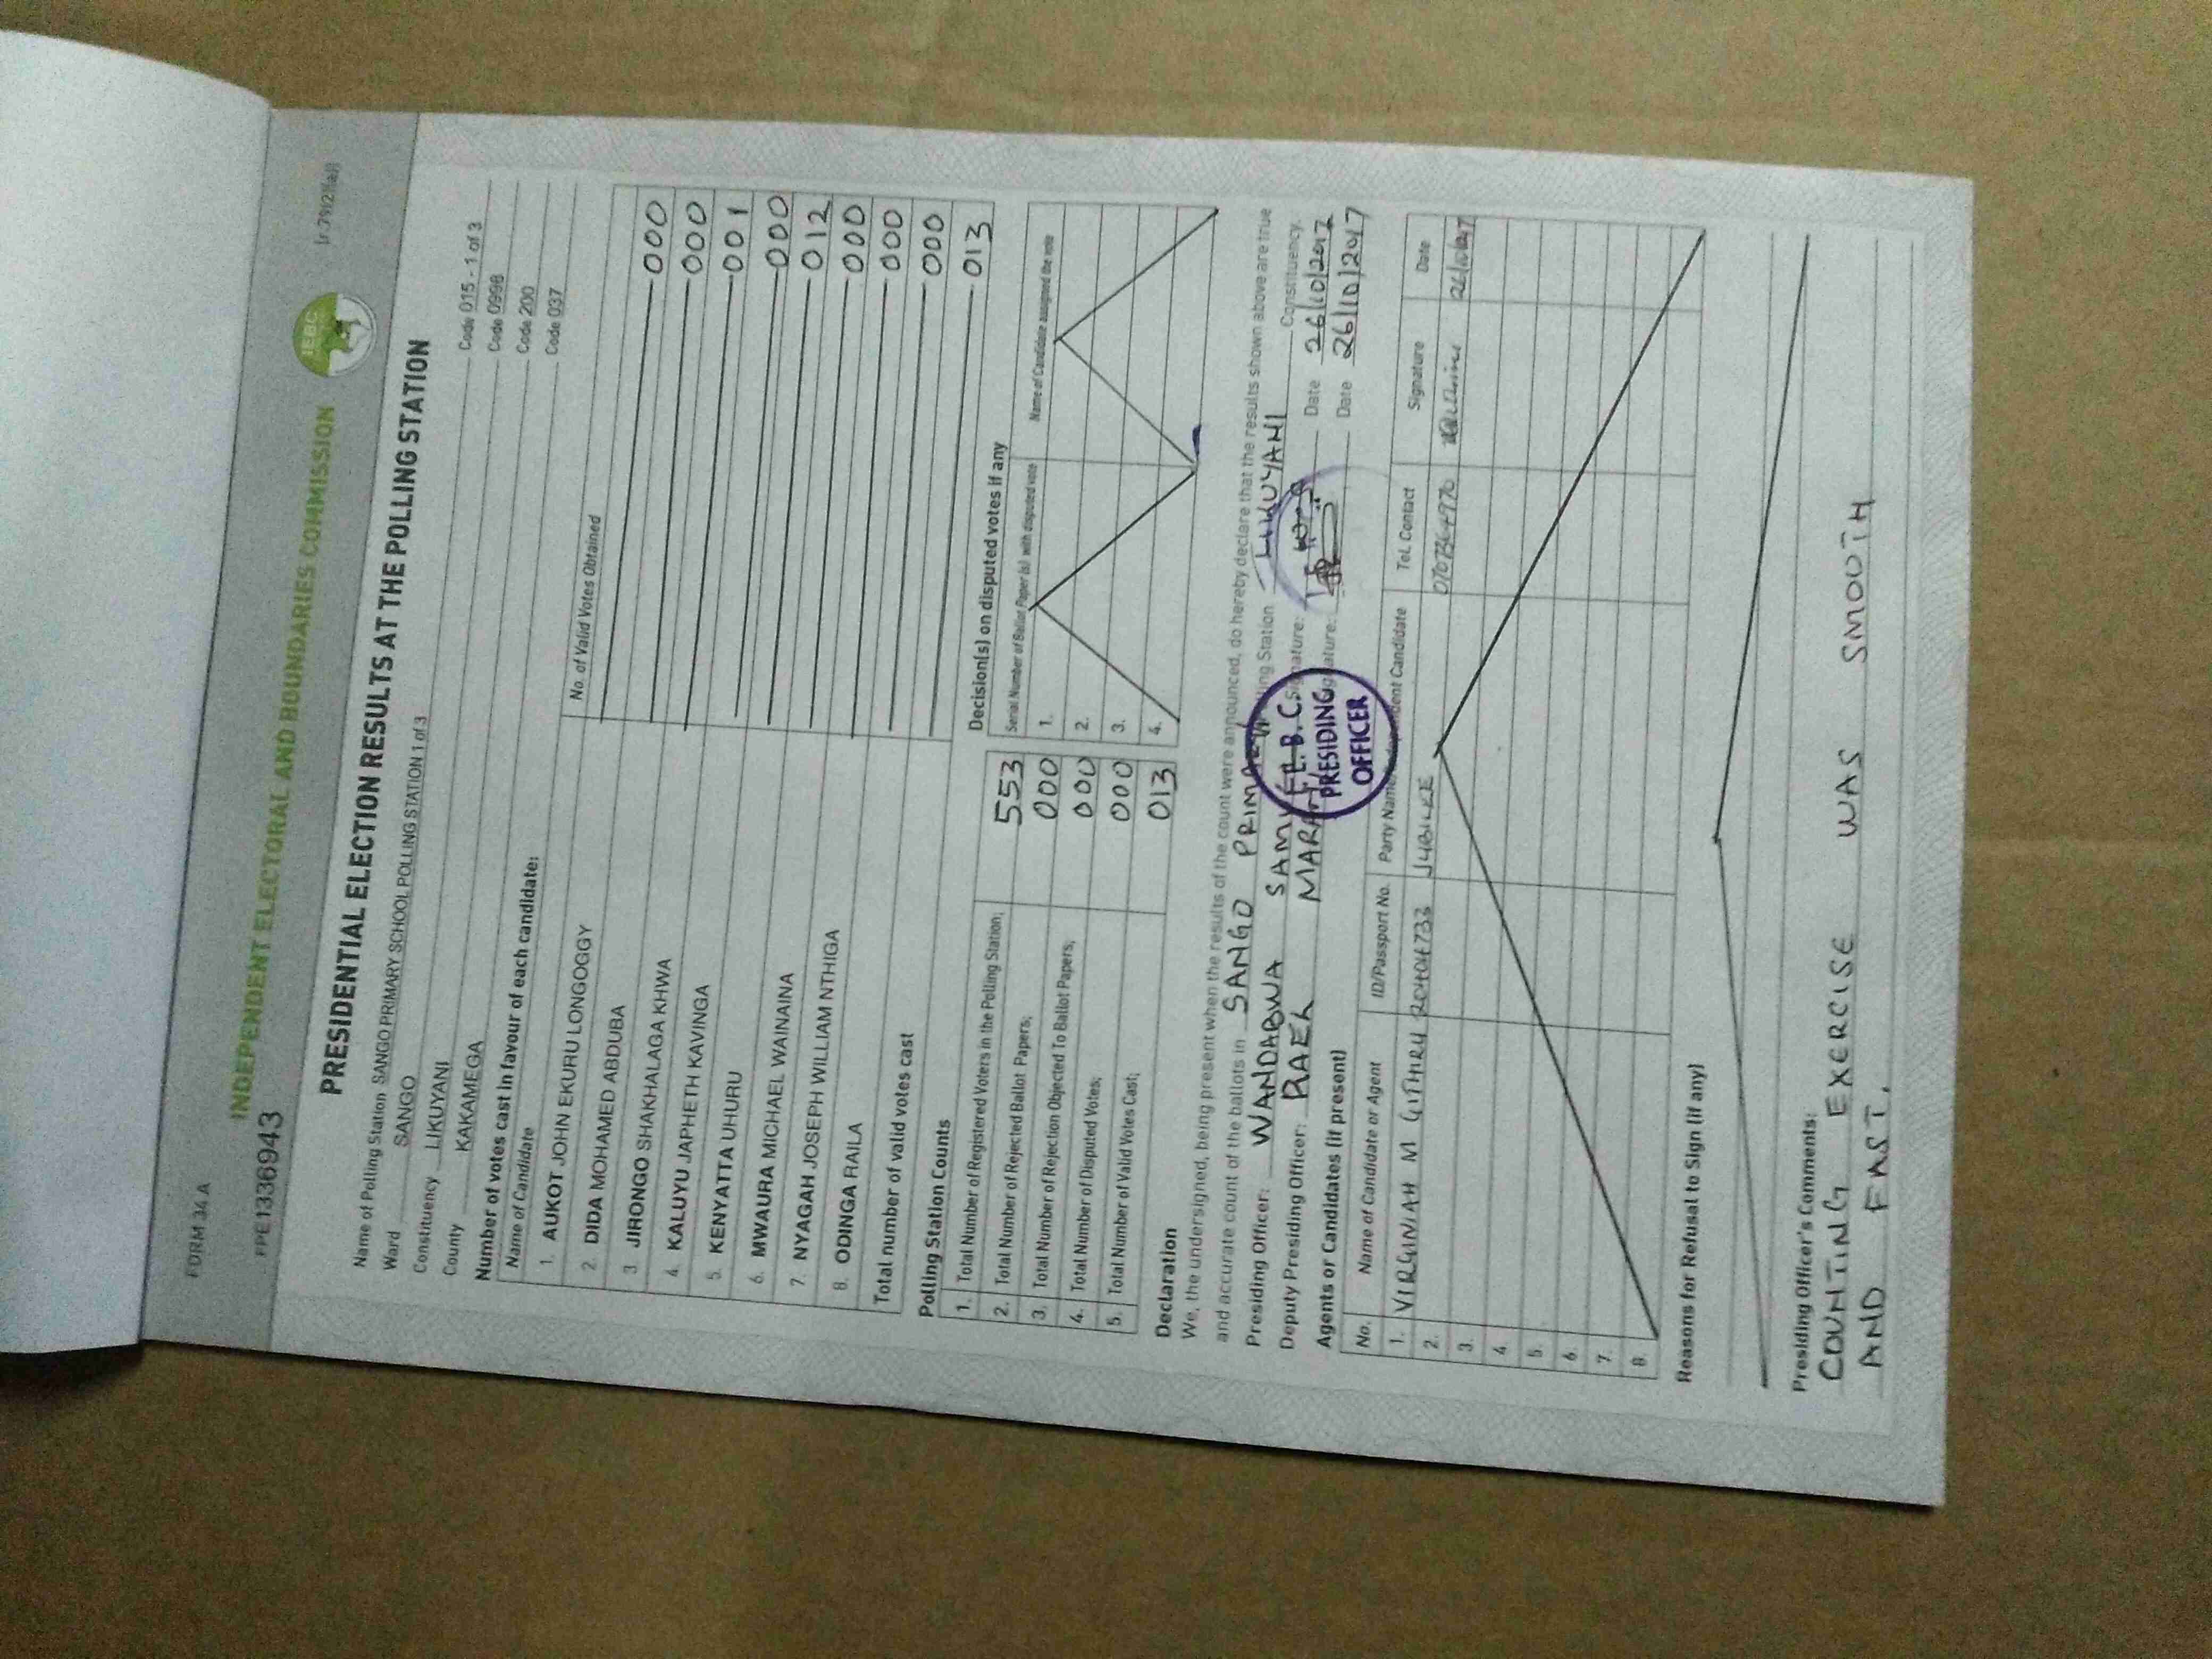 FORM 34 A
(r.79(2)(a))
PPE1336943
INDEPENDENT ELECTORAL AND BOUNDARIES COMMISSION
IEBC
PRESIDENTIAL ELECTION RESULTS AT THE POLLING STATION
Name of Polling Station SANGO PRIMARY SCHOOL POLLING STATION 1 of 3 Code 015 - 1 of 3
Ward SANGO Code 0998
Constituency LIKUYANI Code 200
County KAKAMEGA Code 037
Number of votes cast in favour of each candidate:
Name of Candidate No. of Valid Votes Obtained
1. AUKOT JOHN EKURU LONGOGGY 000
2. DIDA MOHAMED ABDUBA 000
3 JIRONGO SHAKHALAGA KHWA 001
4. KALUYU JAPHETH KAVINGA 000
5. KENYATTA UHURU 012
6. MWAURA MICHAEL WAINAINA 000
7. NYAGAH JOSEPH WILLIAM NTHIGA 000
8. ODINGA RAILA 000
Total number of valid votes cast 013
Polling Station Counts
1. Total Number of Registered Voters in the Polling Station; 553
2. Total Number of Rejected Ballot Papers; 000
3. Total Number of Rejection Objected To Ballot Papers; 000
4. Total Number of Disputed Votes; 000
5. Total Number of Valid Votes Cast; 013
Decision(s) on disputed votes if any
Serial Number of Ballot Paper (s) with disputed vote Name of Candidate assigned the vote
1.
2.
3.
4.
Declaration
We, the undersigned, being present when the results of the count were announced, do hereby declare that the results shown above are true
and accurate count of the ballots in SANGO PRIMARY Polling Station LIKUYANI Constituency.
Presiding Officer: WANDABWA SAMUEL Signature: Date 26/10/2017
Deputy Presiding Officer: RAEL Signature: Date 26/10/2017
I.E.B.C.
PRESIDING
OFFICER
Agents or Candidates (if present)
No. Name of Candidate or Agent ID/Passport No. Party Name/Independent Candidate Tel. Contact Signature Date
1. VIRGINIAH M GITHRY JUBILEE
2.
3.
4.
5.
6.
7.
8.
Reasons for Refusal to Sign (if any)
Presiding Officer's Comments:
COUNTING EXERCISE WAS SMOOTH
AND FAST.